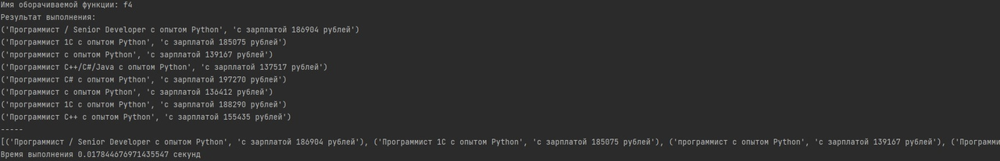 Имя оборачиваемой функции: f4
Результат выполнения:
('Программист / Senior Developer с опытом Python', 'с зарплатой 186904 рублей')
('Программист 1С с опытом Python', 'с зарплатой 185075 рублей')
('программист с опытом Python', 'с зарплатой 139167 рублей')
('Программист C++/C#/Java с опытом Python', 'с зарплатой 137517 рублей')
('Программист C# с опытом Python', 'с зарплатой 197270 рублей')
('Программист с опытом Python', 'с зарплатой 136412 рублей')
('программист 1С с опытом Python', 'с зарплатой 188290 рублей')
('Программист C++ с опытом Python', 'с зарплатой 155435 рублей')
-----
[('Программист / Senior Developer с опытом Python', 'с зарплатой 186904 рублей'), ('Программист 1С с опытом Python', 'с зарплатой 185075 рублей'), ('программист с опытом Python', 'с зарплатой 139167 рублей'), ('Программи
Время выполнения 0.017844676971435547 секунд